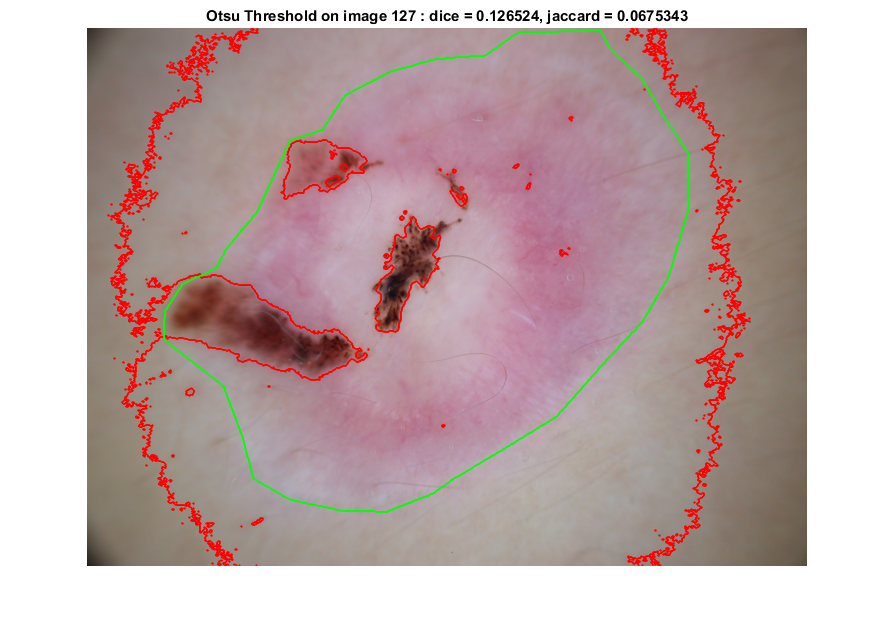 Otsu Threshold on image 127 : dice = 0.126524, jaccard = 0.0675343